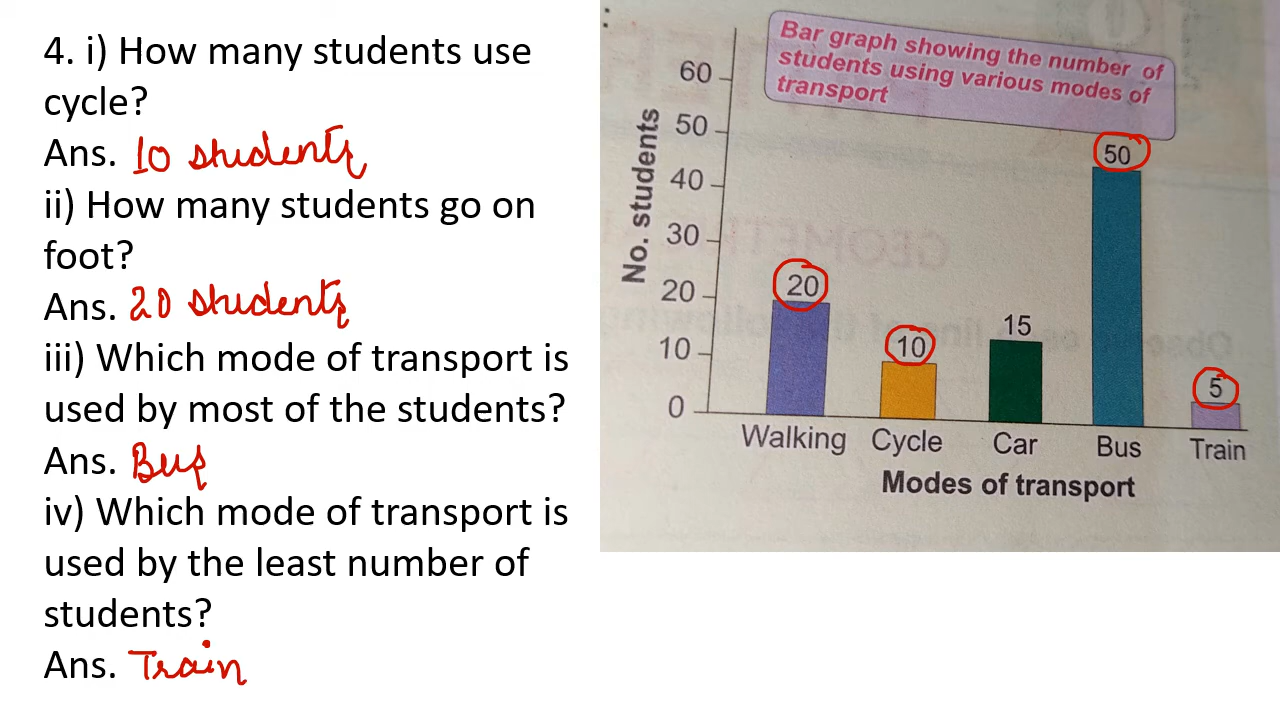 4. i) How many students use
cycle?
Ans. 10 students
ii) How many students go on
foot?
Ans. 20 students
iii) Which mode of transport is
used by most of the students?
Ans. Bus
iv) Which mode of transport is
used by the least number of
students?
Ans. Train
Bar graph showing the number of
students using various modes of
transport
No. students
60
50
40
30
20
10
0
20
10
15
50
5
Walking Cycle Car Bus Train
Modes of transport